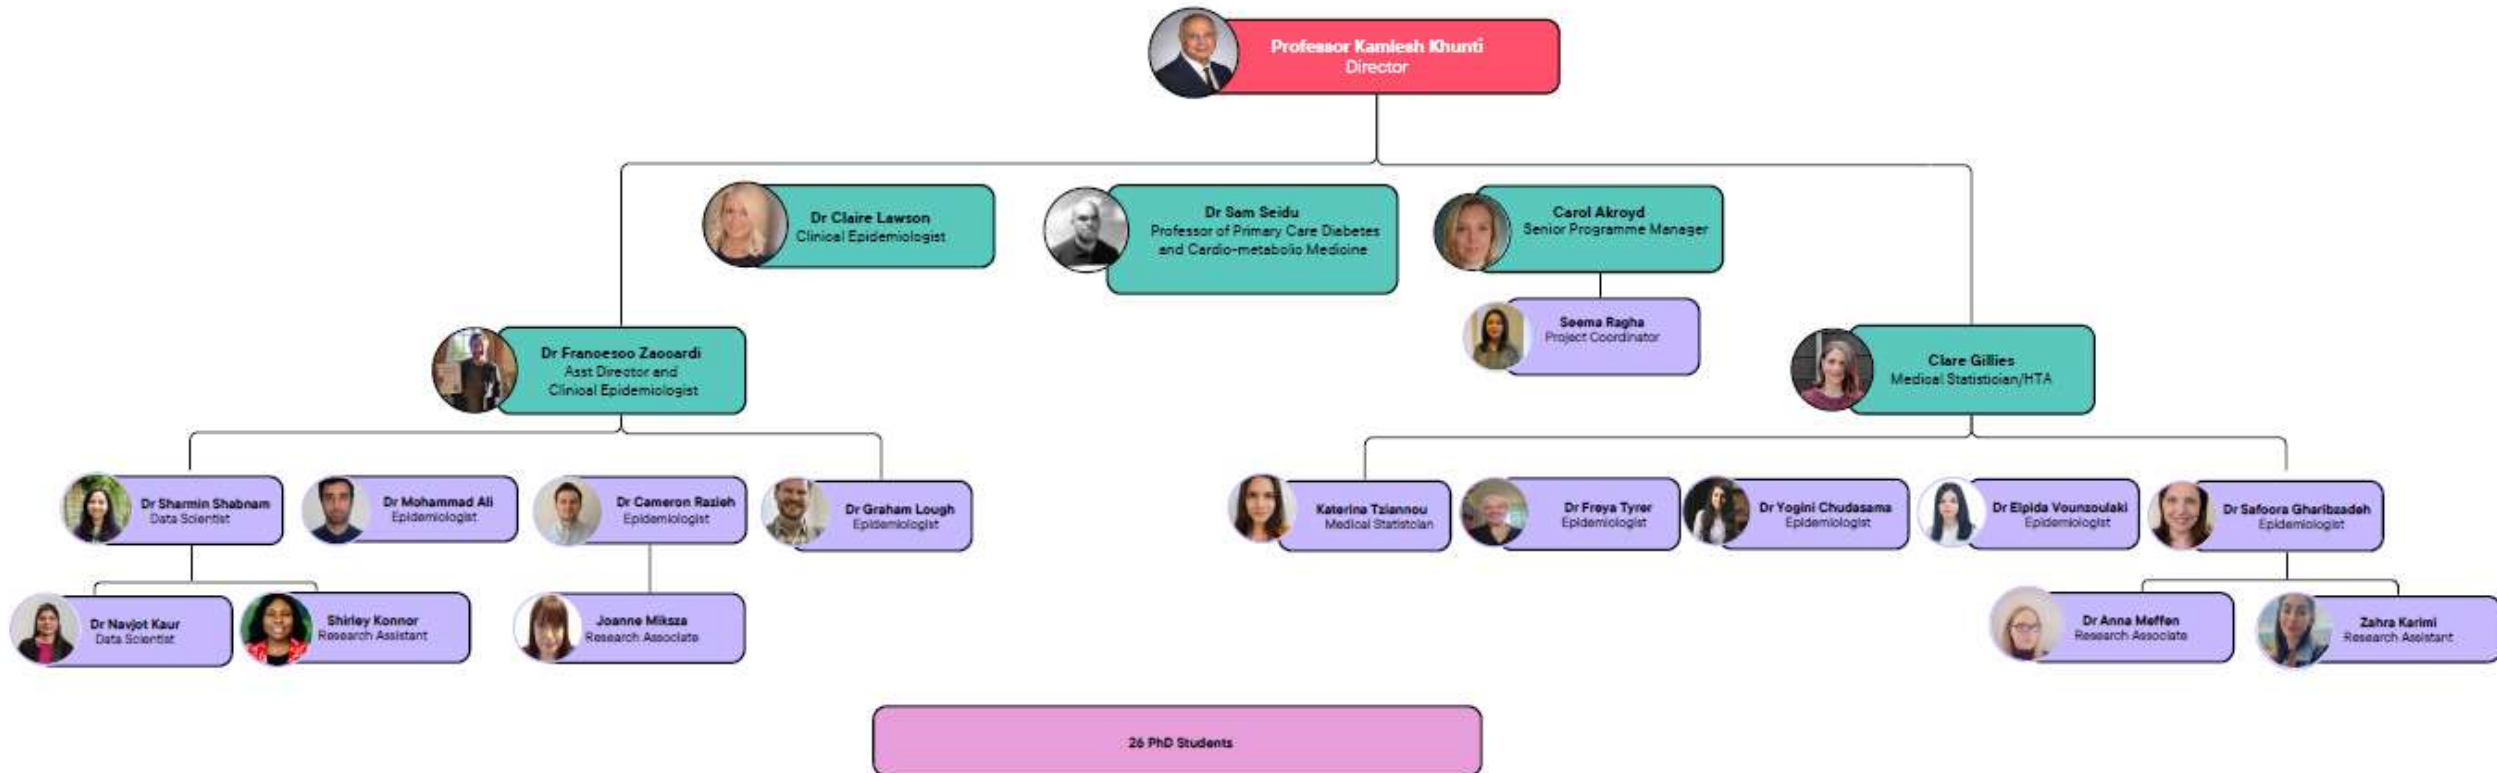 Professor Kamlesh Khunti
Director
Dr Claire Lawson
Clinical Epidemiologist
Dr Sam Seidu
Professor of Primary Care Diabetes
and Cardio-metabolic Medicine
Carol Akroyd
Senior Programme Manager
Seema Ragha
Project Coordinator
Dr Francesco Zaccardi
Asst Director and
Clinical Epidemiologist
Clare Gillies
Medical Statistician/HTA
Dr Sharmin Shabnam
Data Scientist
Dr Mohammad Ali
Epidemiologist
Dr Cameron Razieh
Epidemiologist
Dr Graham Lough
Epidemiologist
Katerina Tziannou
Medical Statistcian
Dr Freya Tyrer
Epidemiologist
Dr Yogini Chudasama
Epidemiologist
Dr Elpida Vounzoulaki
Epidemiologist
Dr Safoora Gharibzadeh
Epidemiologist
Dr Navjot Kaur
Data Scientist
Shirley Konnor
Research Assistant
Joanne Miksza
Research Associate
Dr Anna Meffen
Research Associate
Zahra Karimi
Research Assistant
26 PhD Students